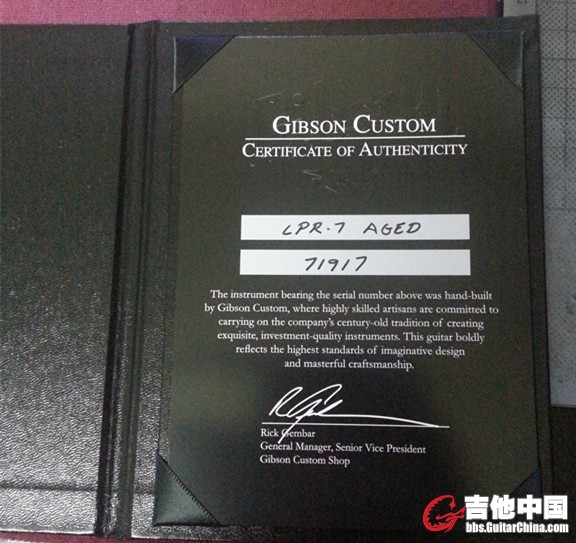 GIBSON CUSTOM
CERTIFICATE OF AUTHENTICITY
LPR-7 AGED
71917
The instrument bearing the serial number above was hand-built
by Gibson Custom, where highly skilled artisans are committed to
carrying on the company's century-old tradition of creating
exquisite, investment-quality instruments. This guitar boldly
reflects the highest standards of imaginative design
and masterful craftsmanship.
Rick Gembar
General Manager, Senior Vice President
Gibson Custom Shop
吉他中国
bbs.GuitarChina.com